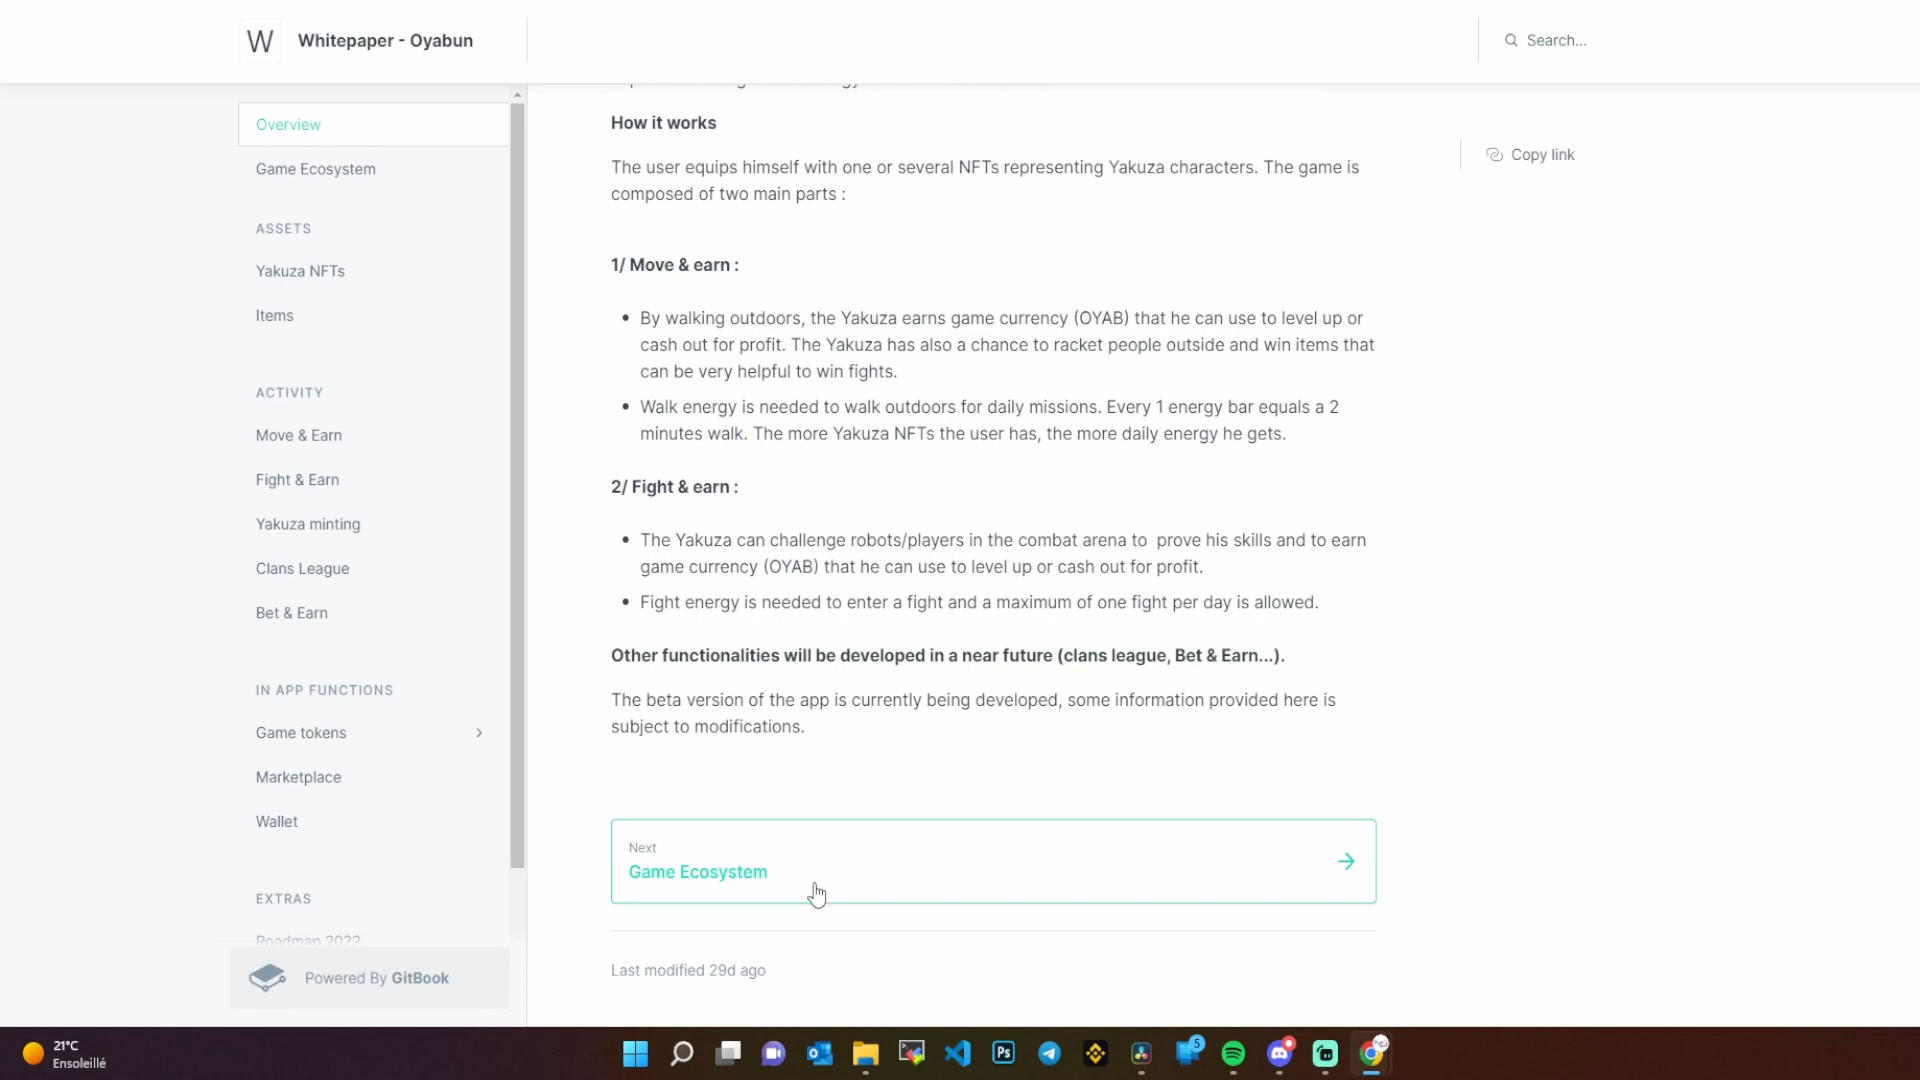 W Whitepaper - Oyabun
Search...
Overview
Game Ecosystem
ASSETS
Yakuza NFTs
Items
ACTIVITY
Move & Earn
Fight & Earn
Yakuza minting
Clans League
Bet & Earn
IN APP FUNCTIONS
Game tokens
Marketplace
Wallet
EXTRAS
Roadmap 2022
Powered By GitBook
How it works
The user equips himself with one or several NFTs representing Yakuza characters. The game is
composed of two main parts :
1/ Move & earn :
• By walking outdoors, the Yakuza earns game currency (OYAB) that he can use to level up or
cash out for profit. The Yakuza has also a chance to racket people outside and win items that
can be very helpful to win fights.
• Walk energy is needed to walk outdoors for daily missions. Every 1 energy bar equals a 2
minutes walk. The more Yakuza NFTs the user has, the more daily energy he gets.
2/ Fight & earn :
• The Yakuza can challenge robots/players in the combat arena to prove his skills and to earn
game currency (OYAB) that he can use to level up or cash out for profit.
• Fight energy is needed to enter a fight and a maximum of one fight per day is allowed.
Other functionalities will be developed in a near future (clans league, Bet & Earn...).
The beta version of the app is currently being developed, some information provided here is
subject to modifications.
Next
Game Ecosystem
Last modified 29d ago
Copy link
21°C
Ensoleillé
Ps
5